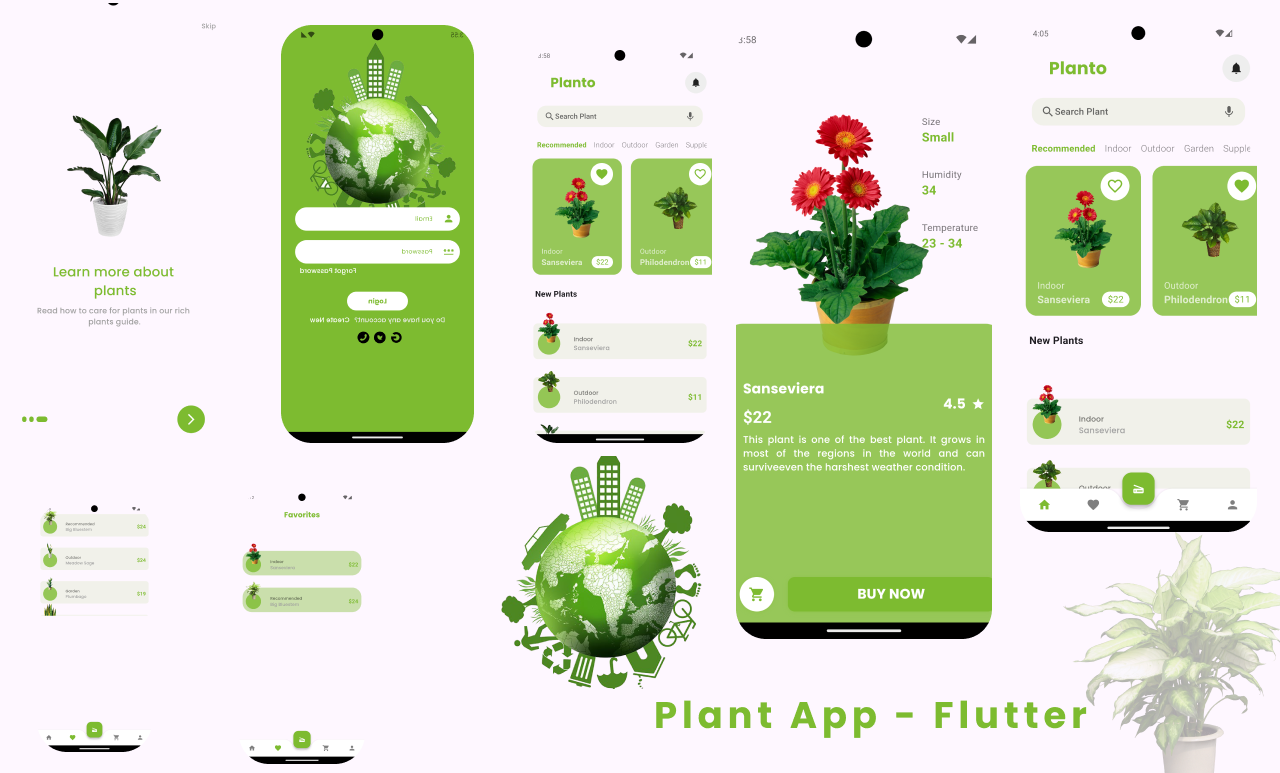 Skip
Learn more about
plants
Read how to care for plants in our rich
plants guide.
Email
Password
Forgot Password
Login
Do you have any account? Create New
Planto
Search Plant
Recommended Indoor Outdoor Garden Supple
Indoor
Sanseviera $22
Outdoor
Philodendron $11
New Plants
Indoor
Sanseviera
$22
Outdoor
Philodendron
$11
Size
Small
Humidity
34
Temperature
23 - 34
Sanseviera
$22
4.5
This plant is one of the best plant. It grows in
most of the regions in the world and can
surviveeven the harshest weather condition.
BUY NOW
4:05
Planto
Search Plant
Recommended Indoor Outdoor Garden Supple
Indoor
Sanseviera $22
Outdoor
Philodendron $11
New Plants
Indoor
Sanseviera
$22
Outdoor
Recommended
Big Bluestem
$24
Outdoor
Meadow Sage
$24
Garden
Plumbago
$19
Favorites
Indoor
Sanseviera
$22
Recommended
Big Bluestem
$24
Plant App - Flutter